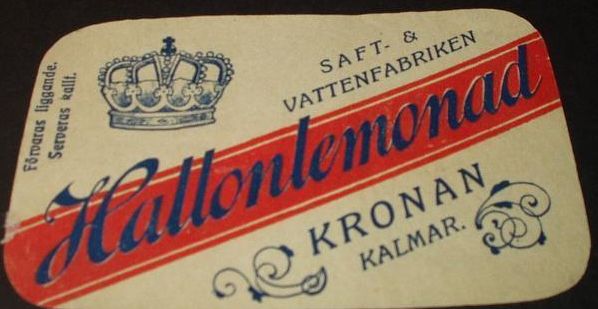 Förvaras liggande.
Serveras kallt.
SAFT- &
VATTENFABRIKEN
Hallonlemonad
KRONAN
KALMAR.